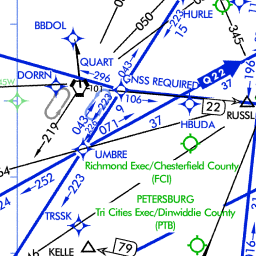 HURLE
BBDOL
050
345
223
15
QUART
043
296
GNSS REQUIRED
Q22
196
DORRN
101
106
22
RUSSL
219
9
071
37
37
HBUDA
UMBRE
Richmond Exec/Chesterfield County
(FCI)
24
252
PETERSBURG
Tri Cities Exec/Dinwiddie County
(PTB)
TRSSK
223
043
KELLE
79